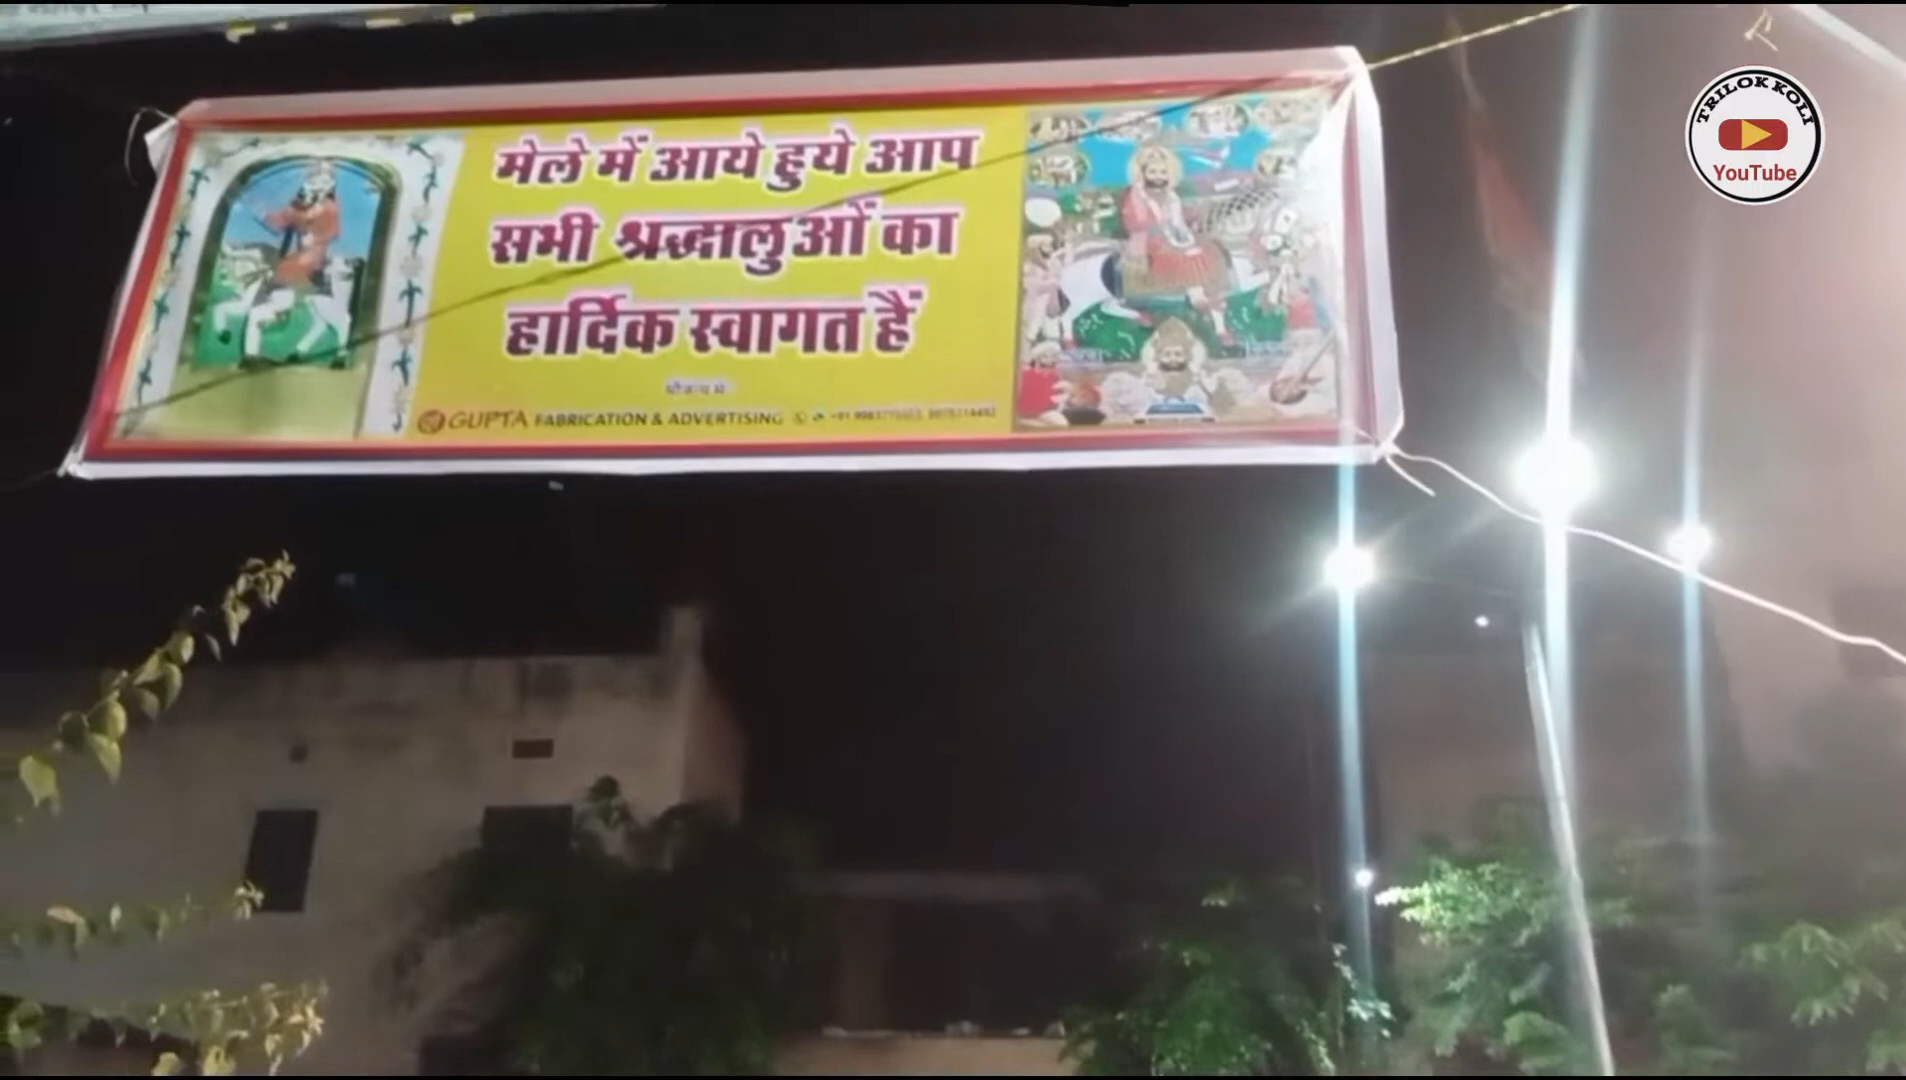 TRILOK KOLI
YouTube
मेले में आये हुये आप
सभी श्रद्धालुओं का
हार्दिक स्वागत हैं
GUPTA FABRICATION & ADVERTISING